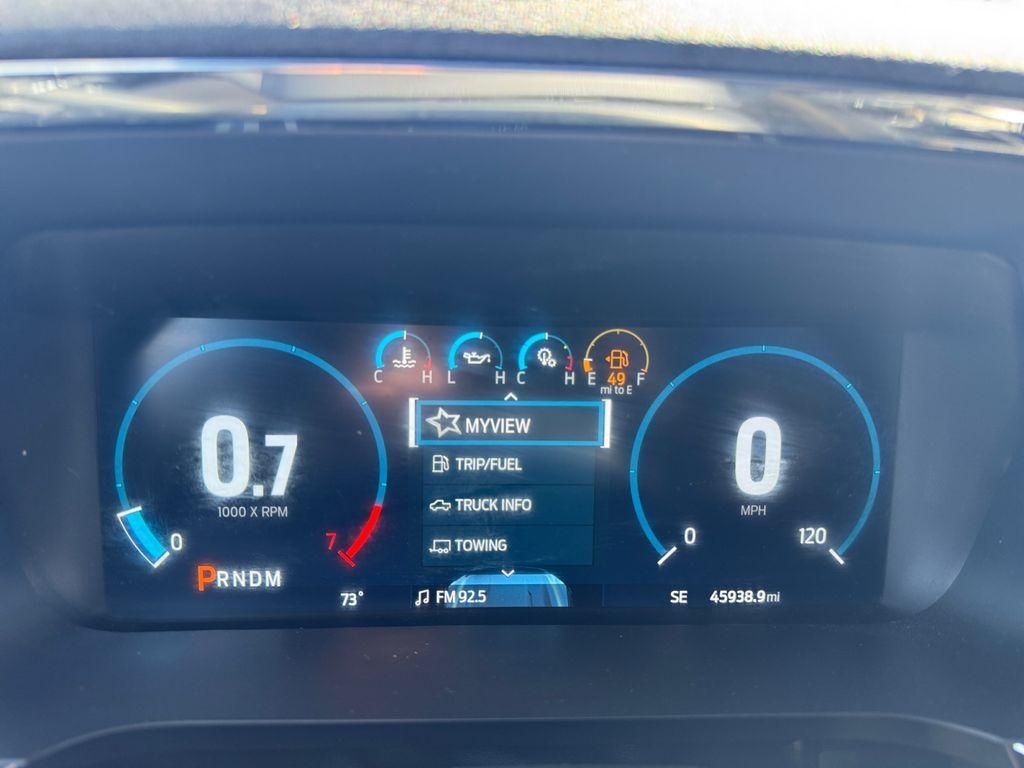 C H L H C H E 49 F
mi to E
MYVIEW
TRIP/FUEL
TRUCK INFO
TOWING
0.7
1000 X RPM
0 7
PRNDM
0
MPH
0 120
73°
FM 92.5
SE 45938.9mi